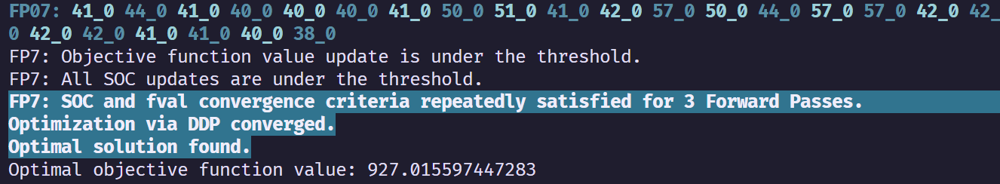 FP07: 41_0 44_0 41_0 40_0 40_0 40_0 41_0 50_0 51_0 41_0 42_0 57_0 50_0 44_0 57_0 57_0 42_0 42_
0 42_0 42_0 41_0 41_0 40_0 38_0
FP7: Objective function value update is under the threshold.
FP7: All SOC updates are under the threshold.
FP7: SOC and fval convergence criteria repeatedly satisfied for 3 Forward Passes.
Optimization via DDP converged.
Optimal solution found.
Optimal objective function value: 927.015597447283